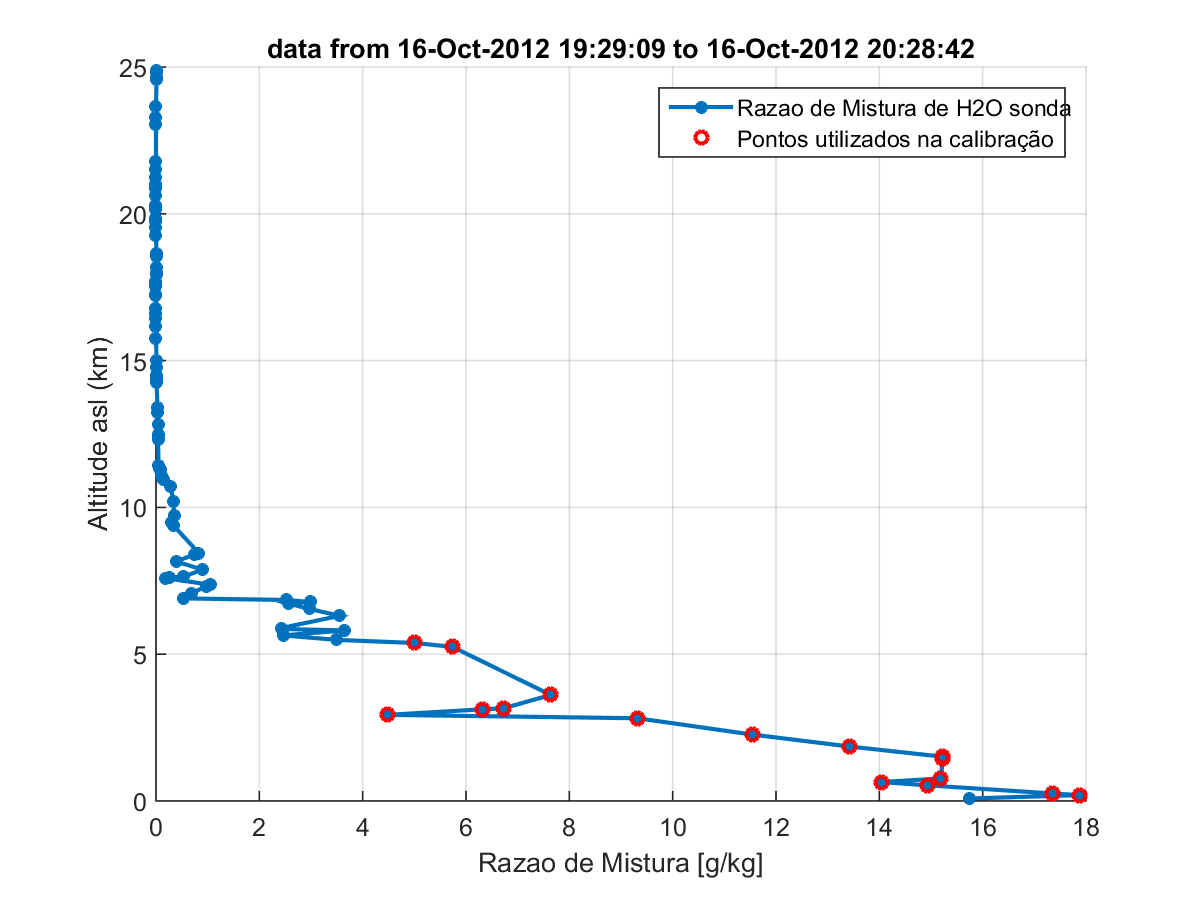 data from 16-Oct-2012 19:29:09 to 16-Oct-2012 20:28:42
Razao de Mistura de H2O sonda
Pontos utilizados na calibração
Altitude asl (km)
25
20
15
10
5
0
0 2 4 6 8 10 12 14 16 18
Razao de Mistura [g/kg]